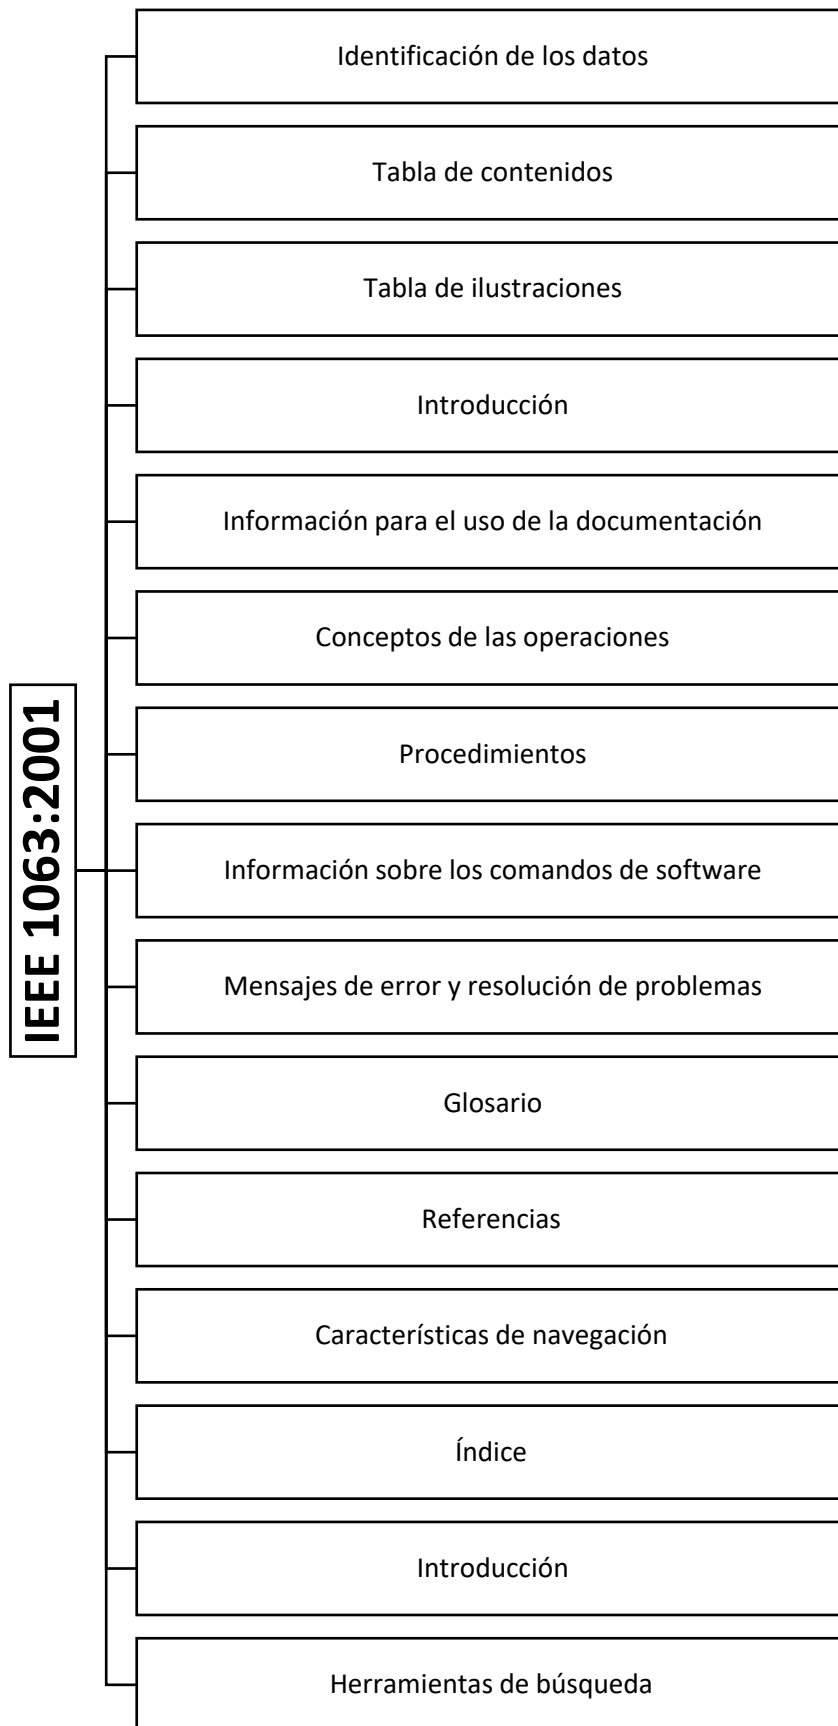 IEEE 1063:2001
Identificación de los datos
Tabla de contenidos
Tabla de ilustraciones
Introducción
Información para el uso de la documentación
Conceptos de las operaciones
Procedimientos
Información sobre los comandos de software
Mensajes de error y resolución de problemas
Glosario
Referencias
Características de navegación
Índice
Introducción
Herramientas de búsqueda